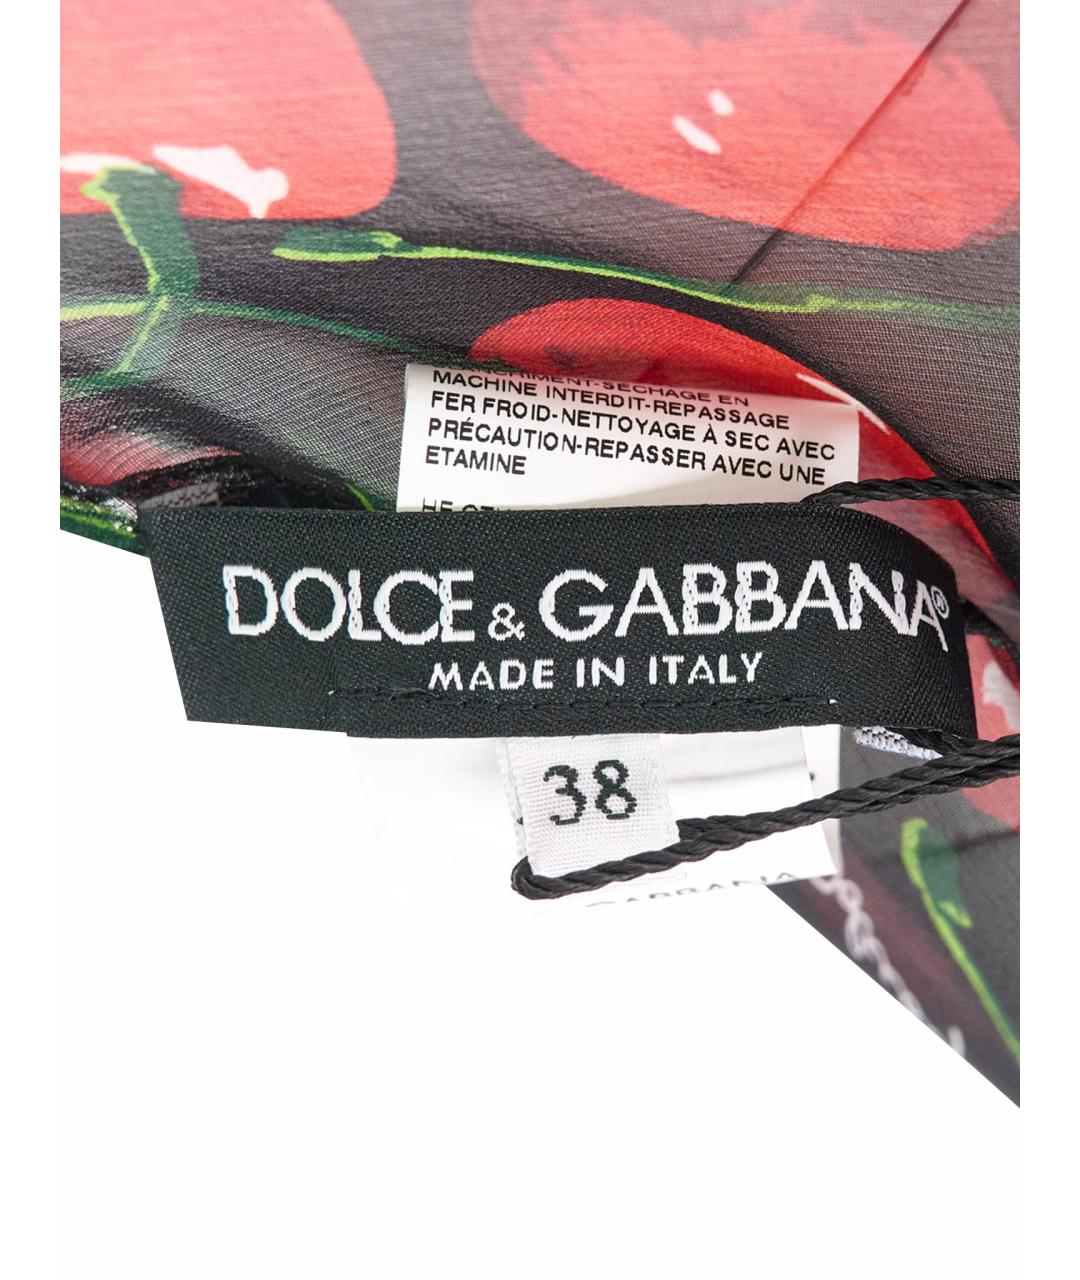 MACHINE INTERDIT-REPASSAGE
FER FROID-NETTOYAGE À SEC AVEC
PRÉCAUTION-REPASSER AVEC UNE
ETAMINE
DOLCE & GABBANA®
MADE IN ITALY
38
GABBANA